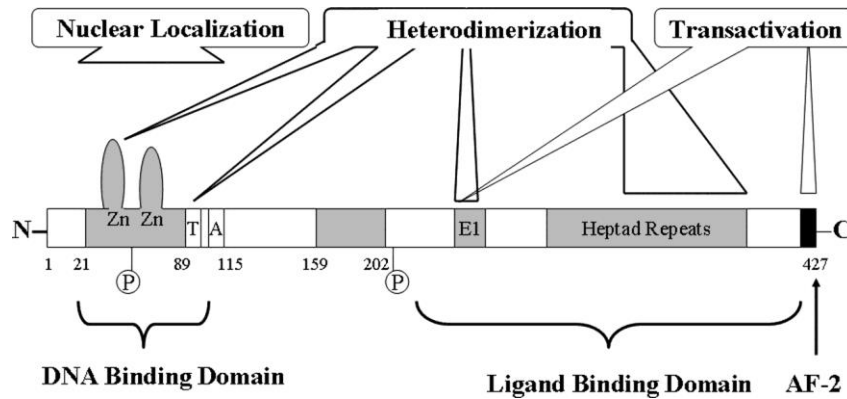 Nuclear Localization Heterodimerization Transactivation
Zn Zn
N T A E1 Heptad Repeats C
1 21 89 115 159 202 427
P P
DNA Binding Domain Ligand Binding Domain AF-2